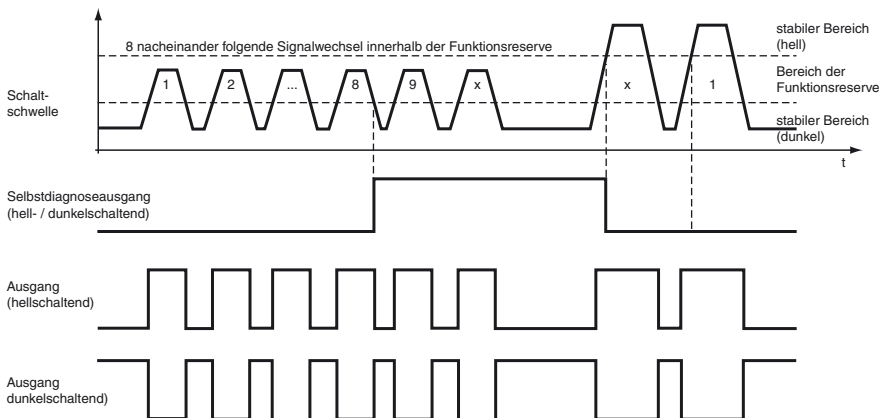 8 nacheinander folgende Signalwechsel innerhalb der Funktionsreserve
stabiler Bereich
(hell)
Bereich der
Funktionsreserve
stabiler Bereich
(dunkel)
Schalt-
schwelle
1
2
...
8
9
x
x
1
t
Selbstdiagnoseausgang
(hell- / dunkelschaltend)
Ausgang
(hellschaltend)
Ausgang
dunkelschaltend)